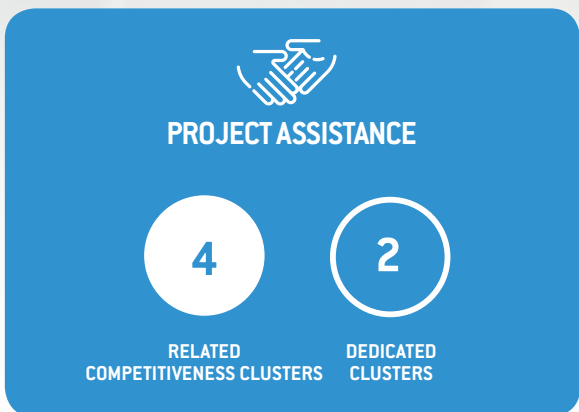 PROJECT ASSISTANCE
4
2
RELATED
COMPETITIVENESS CLUSTERS
DEDICATED
CLUSTERS